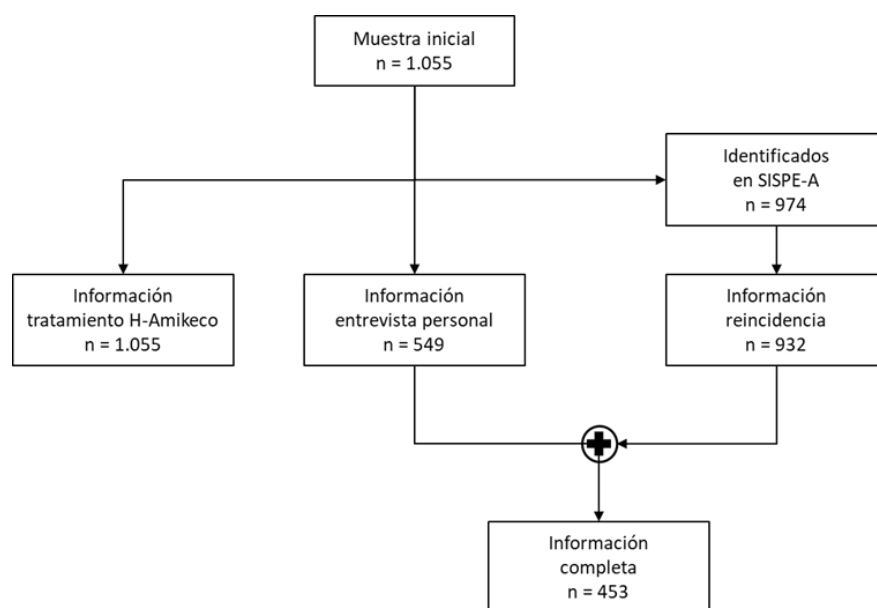 Muestra inicial
n = 1.055
Identificados
en SISPE-A
n = 974
Información
tratamiento H-Amikeco
n = 1.055
Información
entrevista personal
n = 549
Información
reincidencia
n = 932
Información
completa
n = 453